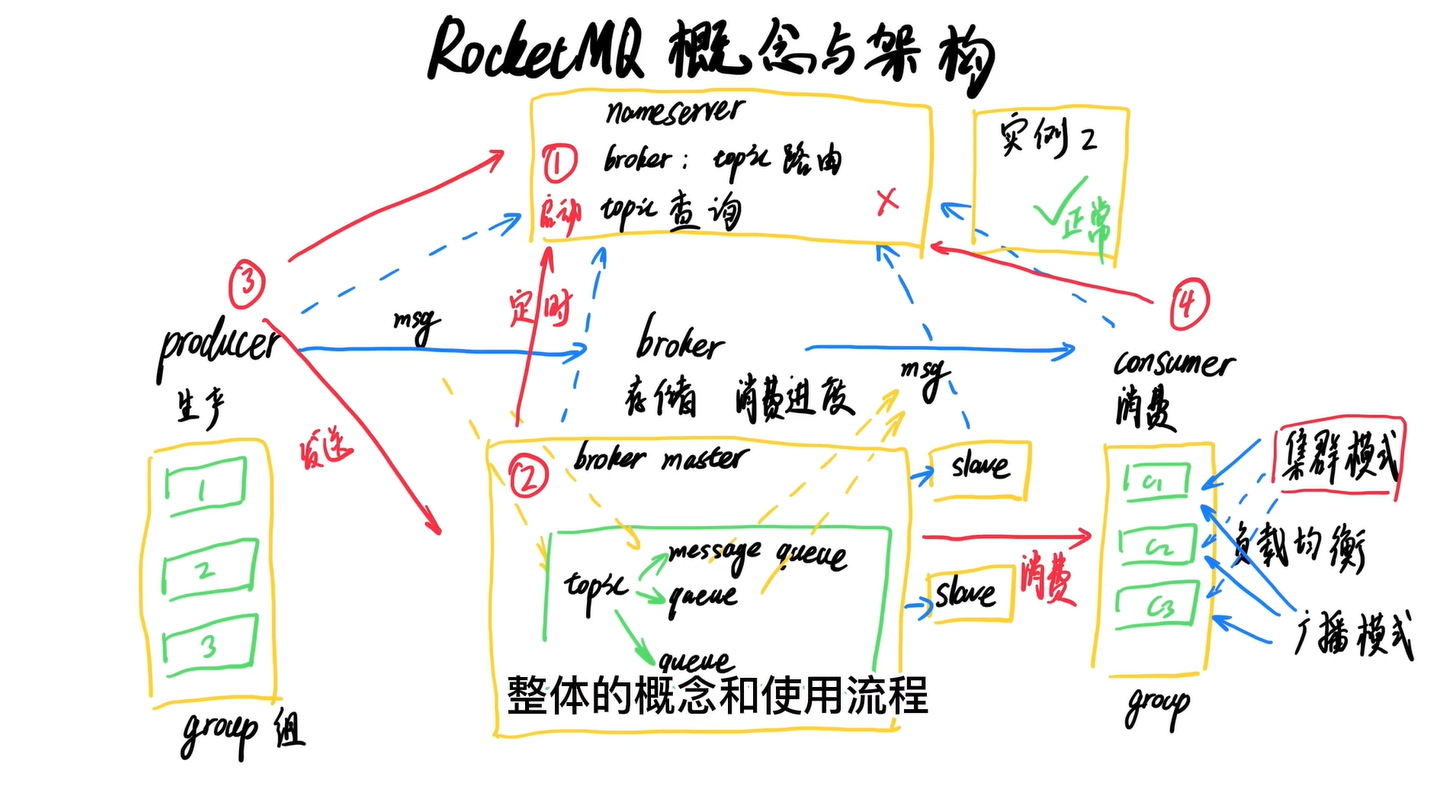 RocketMQ 概念与架构
nameserver
① broker: topic 路由
启动 topic 查询
×
实例 2
✓正常
③
④
定时
msg
producer
生产
broker
存储 消费进度
msg
consumer
消费
发送
② broker master
slave
集群模式
1
2
3
C1
C2
C3
负载均衡
message queue
topic
queue
queue
slave
消费
广播模式
整体的概念和使用流程
group 组
group